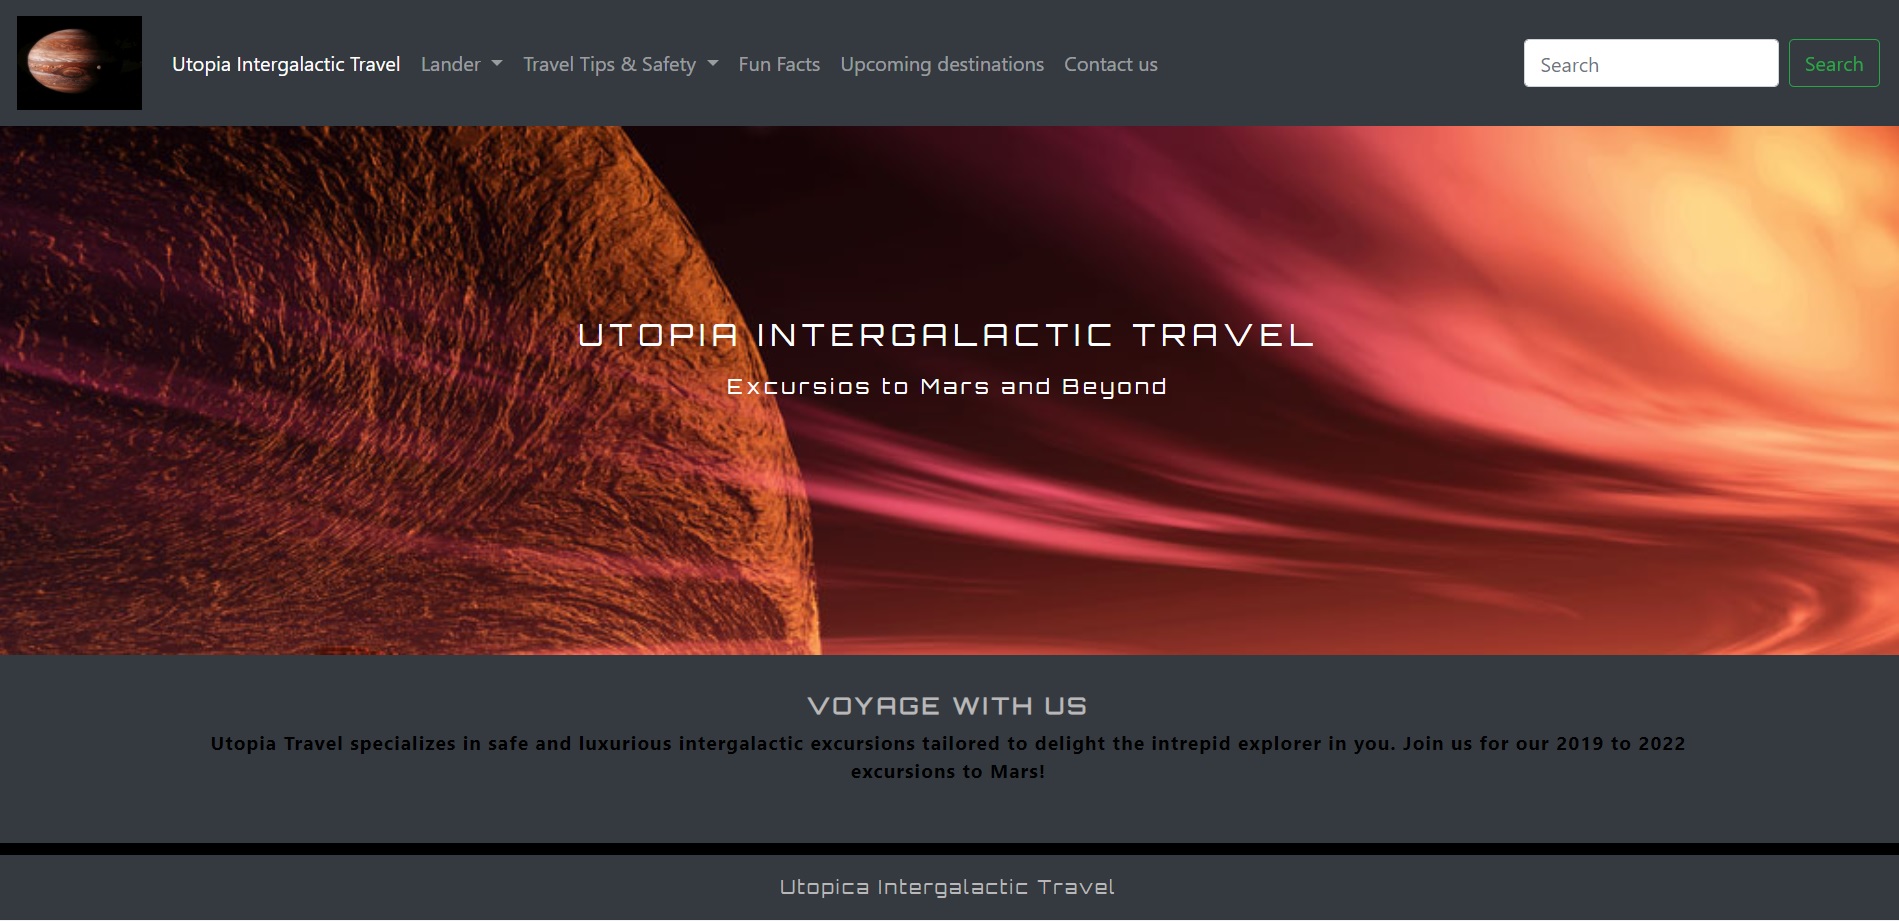 Utopia Intergalactic Travel Lander Travel Tips & Safety Fun Facts Upcoming destinations Contact us Search Search
UTOPIA INTERGALACTIC TRAVEL
Excursios to Mars and Beyond
VOYAGE WITH US
Utopia Travel specializes in safe and luxurious intergalactic excursions tailored to delight the intrepid explorer in you. Join us for our 2019 to 2022
excursions to Mars!
Utopica Intergalactic Travel